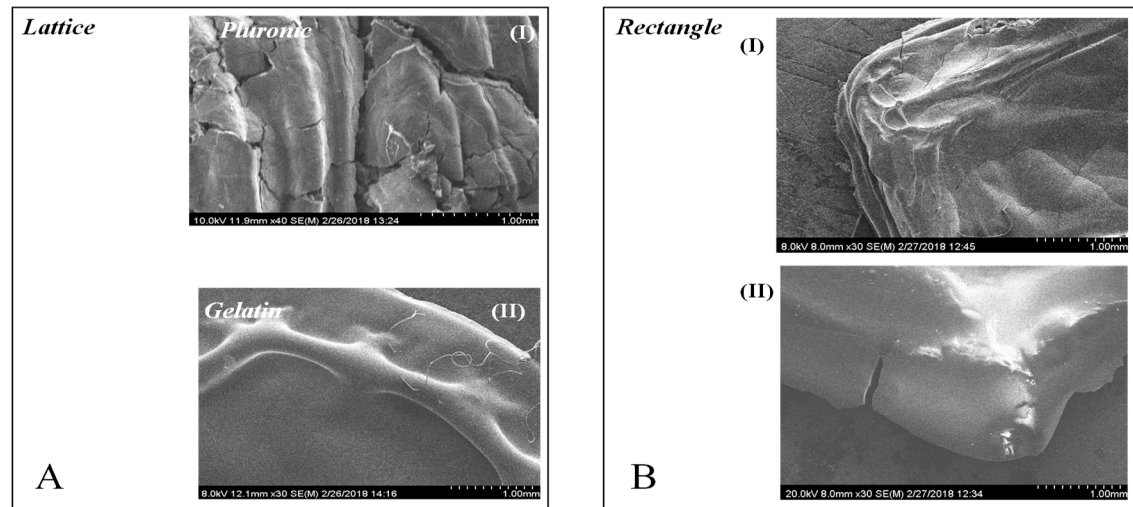 Lattice
Pluronic
(I)
10.0kV 11.9mm x40 SE(M) 2/26/2018 13:24
1.00mm
Gelatin
(II)
8.0kV 12.1mm x30 SE(M) 2/26/2018 14:16
1.00mm
A
Rectangle
(I)
8.0kV 8.0mm x30 SE(M) 2/27/2018 12:45
1.00mm
(II)
20.0kV 8.0mm x30 SE(M) 2/27/2018 12:34
1.00mm
B